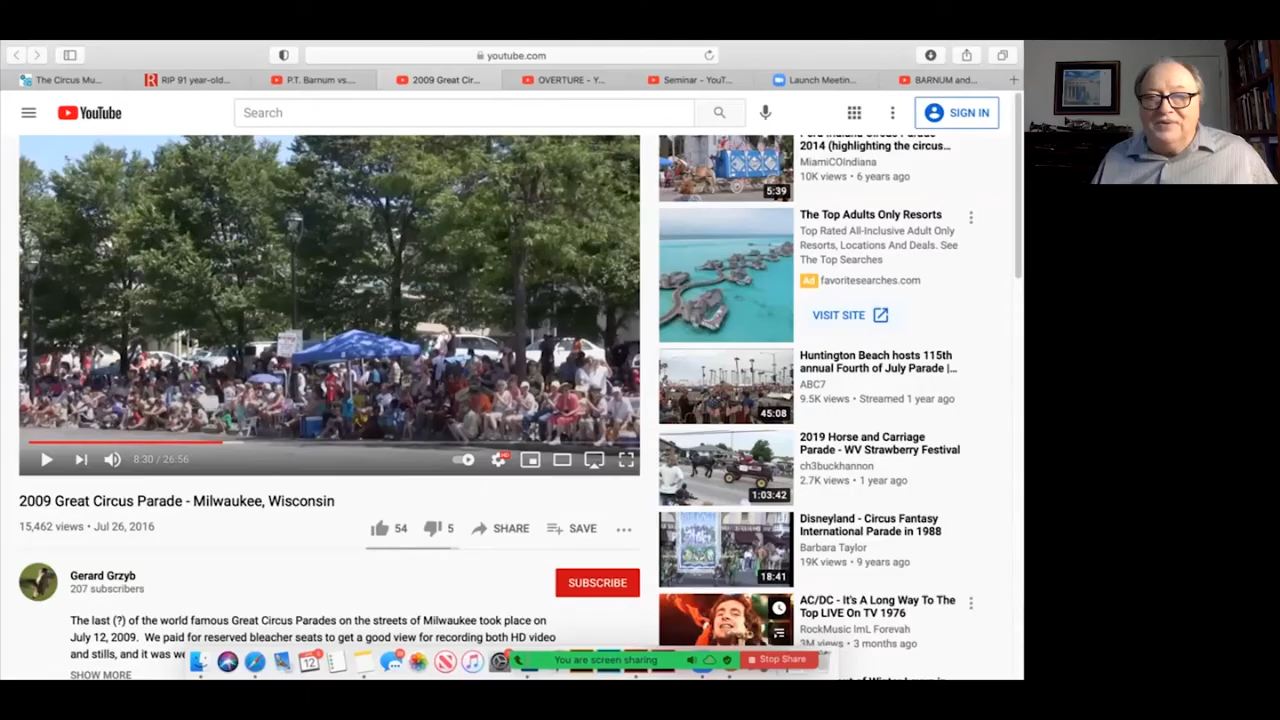 youtube.com
The Circus Mu...
RIP 91 year-old...
P.T. Barnum vs....
2009 Great Cir...
OVERTURE - Y...
Seminar - YouT...
Launch Meetin...
BARNUM and...
YouTube
Search
SIGN IN
8:30 / 26:56
HD
2009 Great Circus Parade - Milwaukee, Wisconsin
15,462 views • Jul 26, 2016
54
5
SHARE
SAVE
Gerard Grzyb
207 subscribers
SUBSCRIBE
The last (?) of the world famous Great Circus Parades on the streets of Milwaukee took place on
July 12, 2009. We paid for reserved bleacher seats to get a good view for recording both HD video
and stills, and it was we
SHOW MORE
2014 (highlighting the circus...
MiamiCOIndiana
10K views • 6 years ago
5:39
The Top Adults Only Resorts
Top Rated All-Inclusive Adult Only
Resorts, Locations And Deals. See
The Top Searches
Ad favoritesearches.com
VISIT SITE
Huntington Beach hosts 115th
annual Fourth of July Parade |...
ABC7
9.5K views • Streamed 1 year ago
45:08
2019 Horse and Carriage
Parade - WV Strawberry Festival
ch3buckhannon
2.7K views • 1 year ago
1:03:42
Disneyland - Circus Fantasy
International Parade in 1988
Barbara Taylor
19K views • 9 years ago
18:41
AC/DC - It's A Long Way To The
Top LIVE On TV 1976
RockMusic ImL Forevah
3M views • 3 months ago
12
You are screen sharing
Stop Share